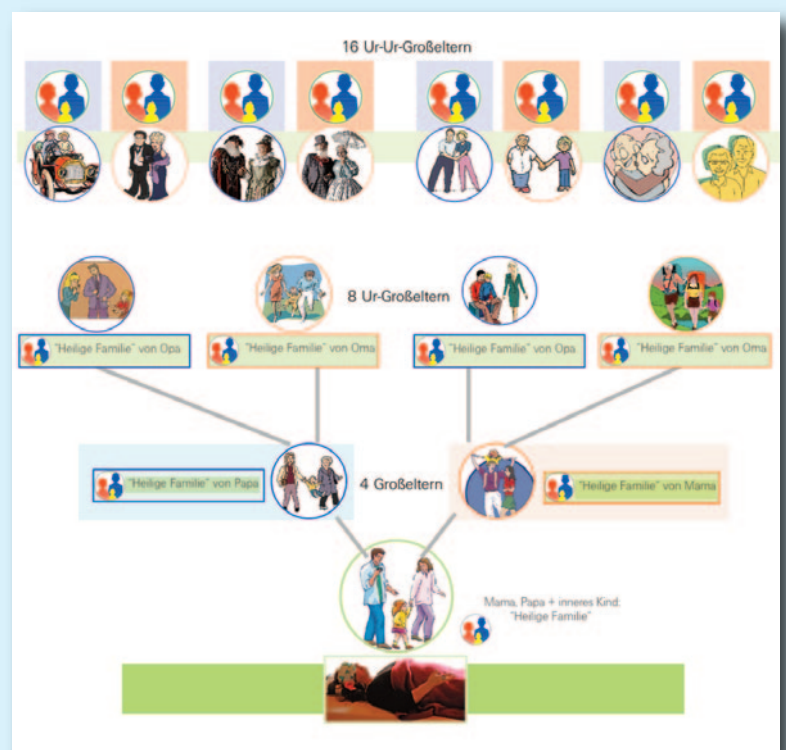 16 Ur-Ur-Großeltern
8 Ur-Großeltern
"Heilige Familie" von Opa
"Heilige Familie" von Oma
"Heilige Familie" von Opa
"Heilige Familie" von Oma
"Heilige Familie" von Papa
4 Großeltern
"Heilige Familie" von Mama
Mama, Papa + inneres Kind:
"Heilige Familie"